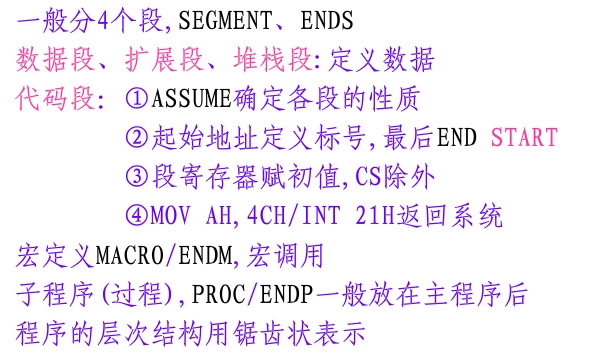 一般分4个段,SEGMENT、ENDS
数据段、扩展段、堆栈段:定义数据
代码段: ①ASSUME确定各段的性质
②起始地址定义标号,最后END START
③段寄存器赋初值,CS除外
④MOV AH,4CH/INT 21H返回系统
宏定义MACRO/ENDM,宏调用
子程序(过程),PROC/ENDP一般放在主程序后
程序的层次结构用锯齿状表示